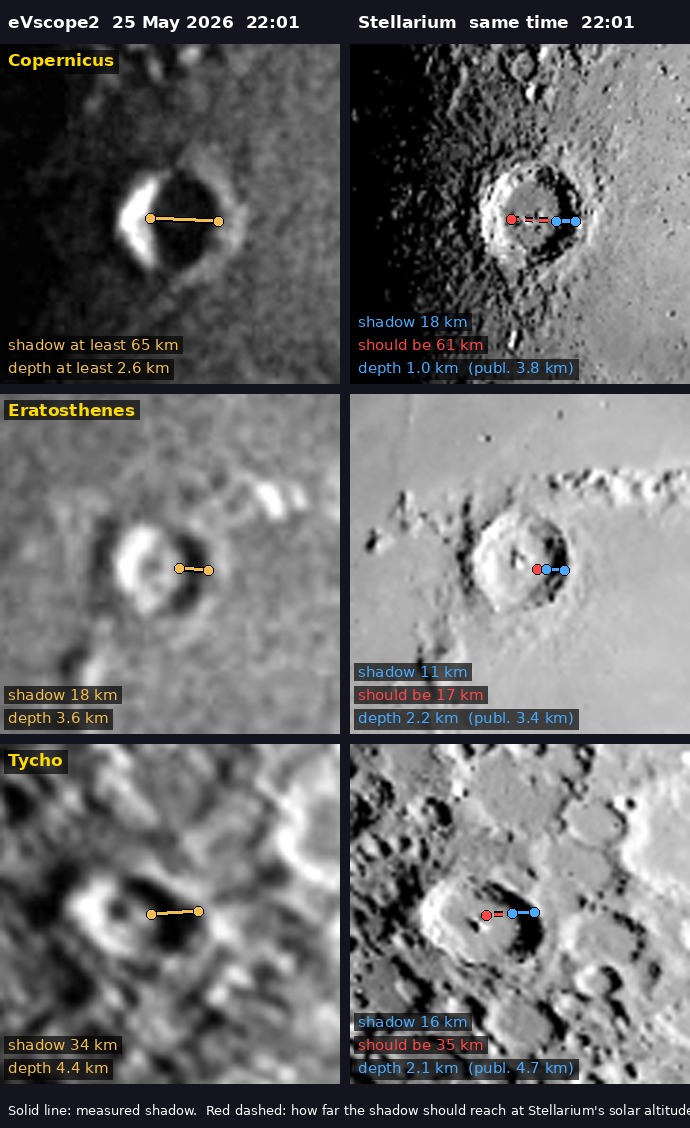 eVscope2  25 May 2026  22:01
Stellarium  same time  22:01
Copernicus
shadow at least 65 km
depth at least 2.6 km
shadow 18 km
should be 61 km
depth 1.0 km  (publ. 3.8 km)
Eratosthenes
shadow 18 km
depth 3.6 km
shadow 11 km
should be 17 km
depth 2.2 km  (publ. 3.4 km)
Tycho
shadow 34 km
depth 4.4 km
shadow 16 km
should be 35 km
depth 2.1 km  (publ. 4.7 km)
Solid line: measured shadow.  Red dashed: how far the shadow should reach at Stellarium's solar altitude